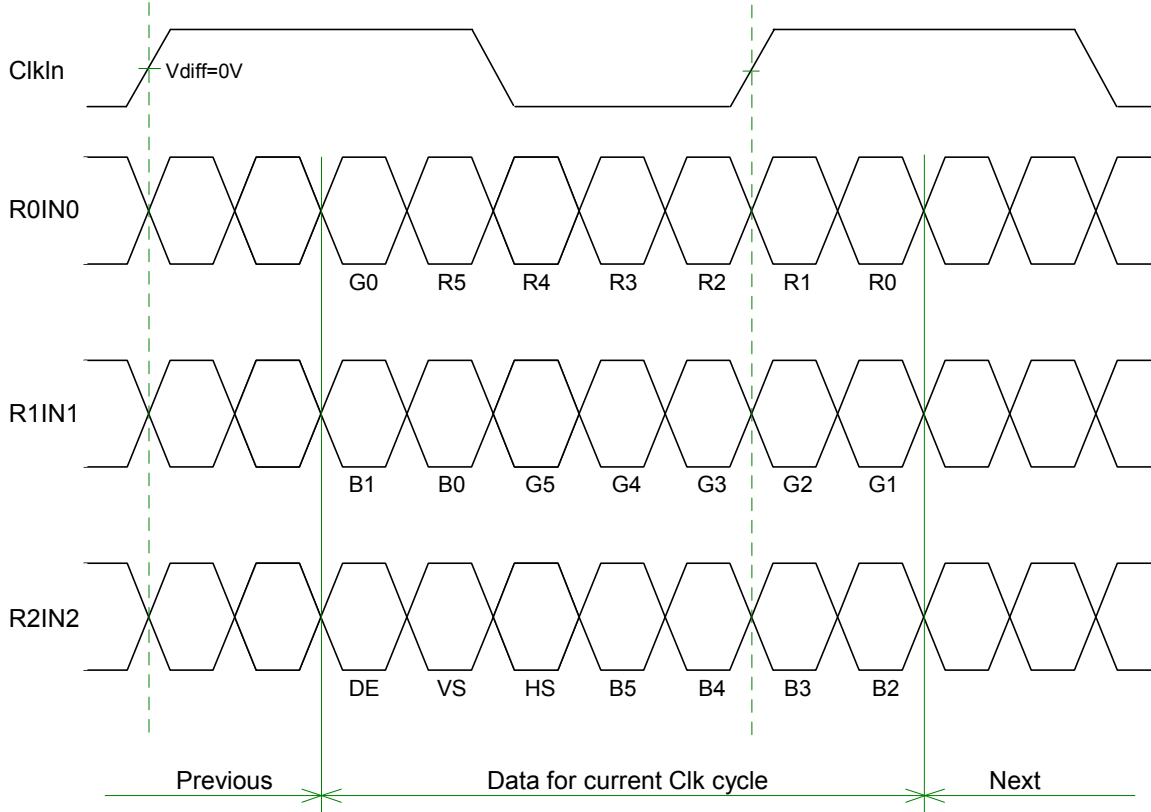 ClkIn
Vdiff=0V
R0IN0
G0 R5 R4 R3 R2 R1 R0
R1IN1
B1 B0 G5 G4 G3 G2 G1
R2IN2
DE VS HS B5 B4 B3 B2
Previous Data for current Clk cycle Next